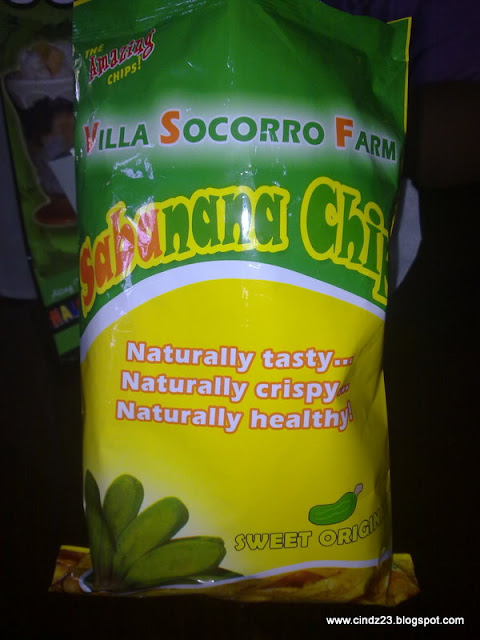 THE
Amazing
CHIPS!
VILLA SOCORRO FARM
Sabanana Chip
Naturally tasty...
Naturally crispy...
Naturally healthy!
SWEET ORIGIN
www.cindz23.blogspot.com